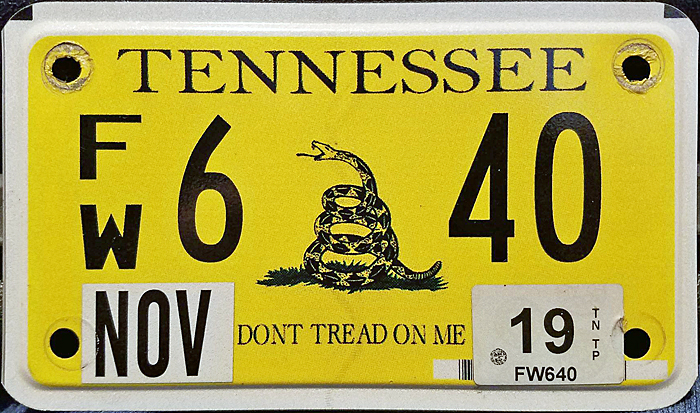 TENNESSEE
FW 6 40
NOV
DONT TREAD ON ME
19
TN TP
FW640